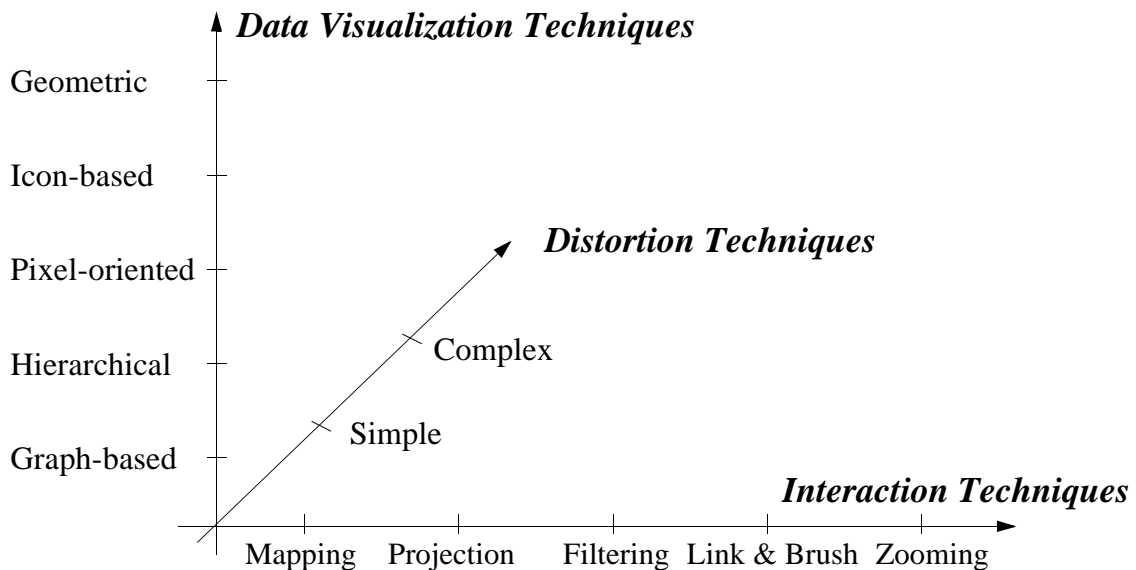 Data Visualization Techniques
Geometric
Icon-based
Pixel-oriented
Hierarchical
Graph-based
Distortion Techniques
Complex
Simple
Interaction Techniques
Mapping Projection Filtering Link & Brush Zooming